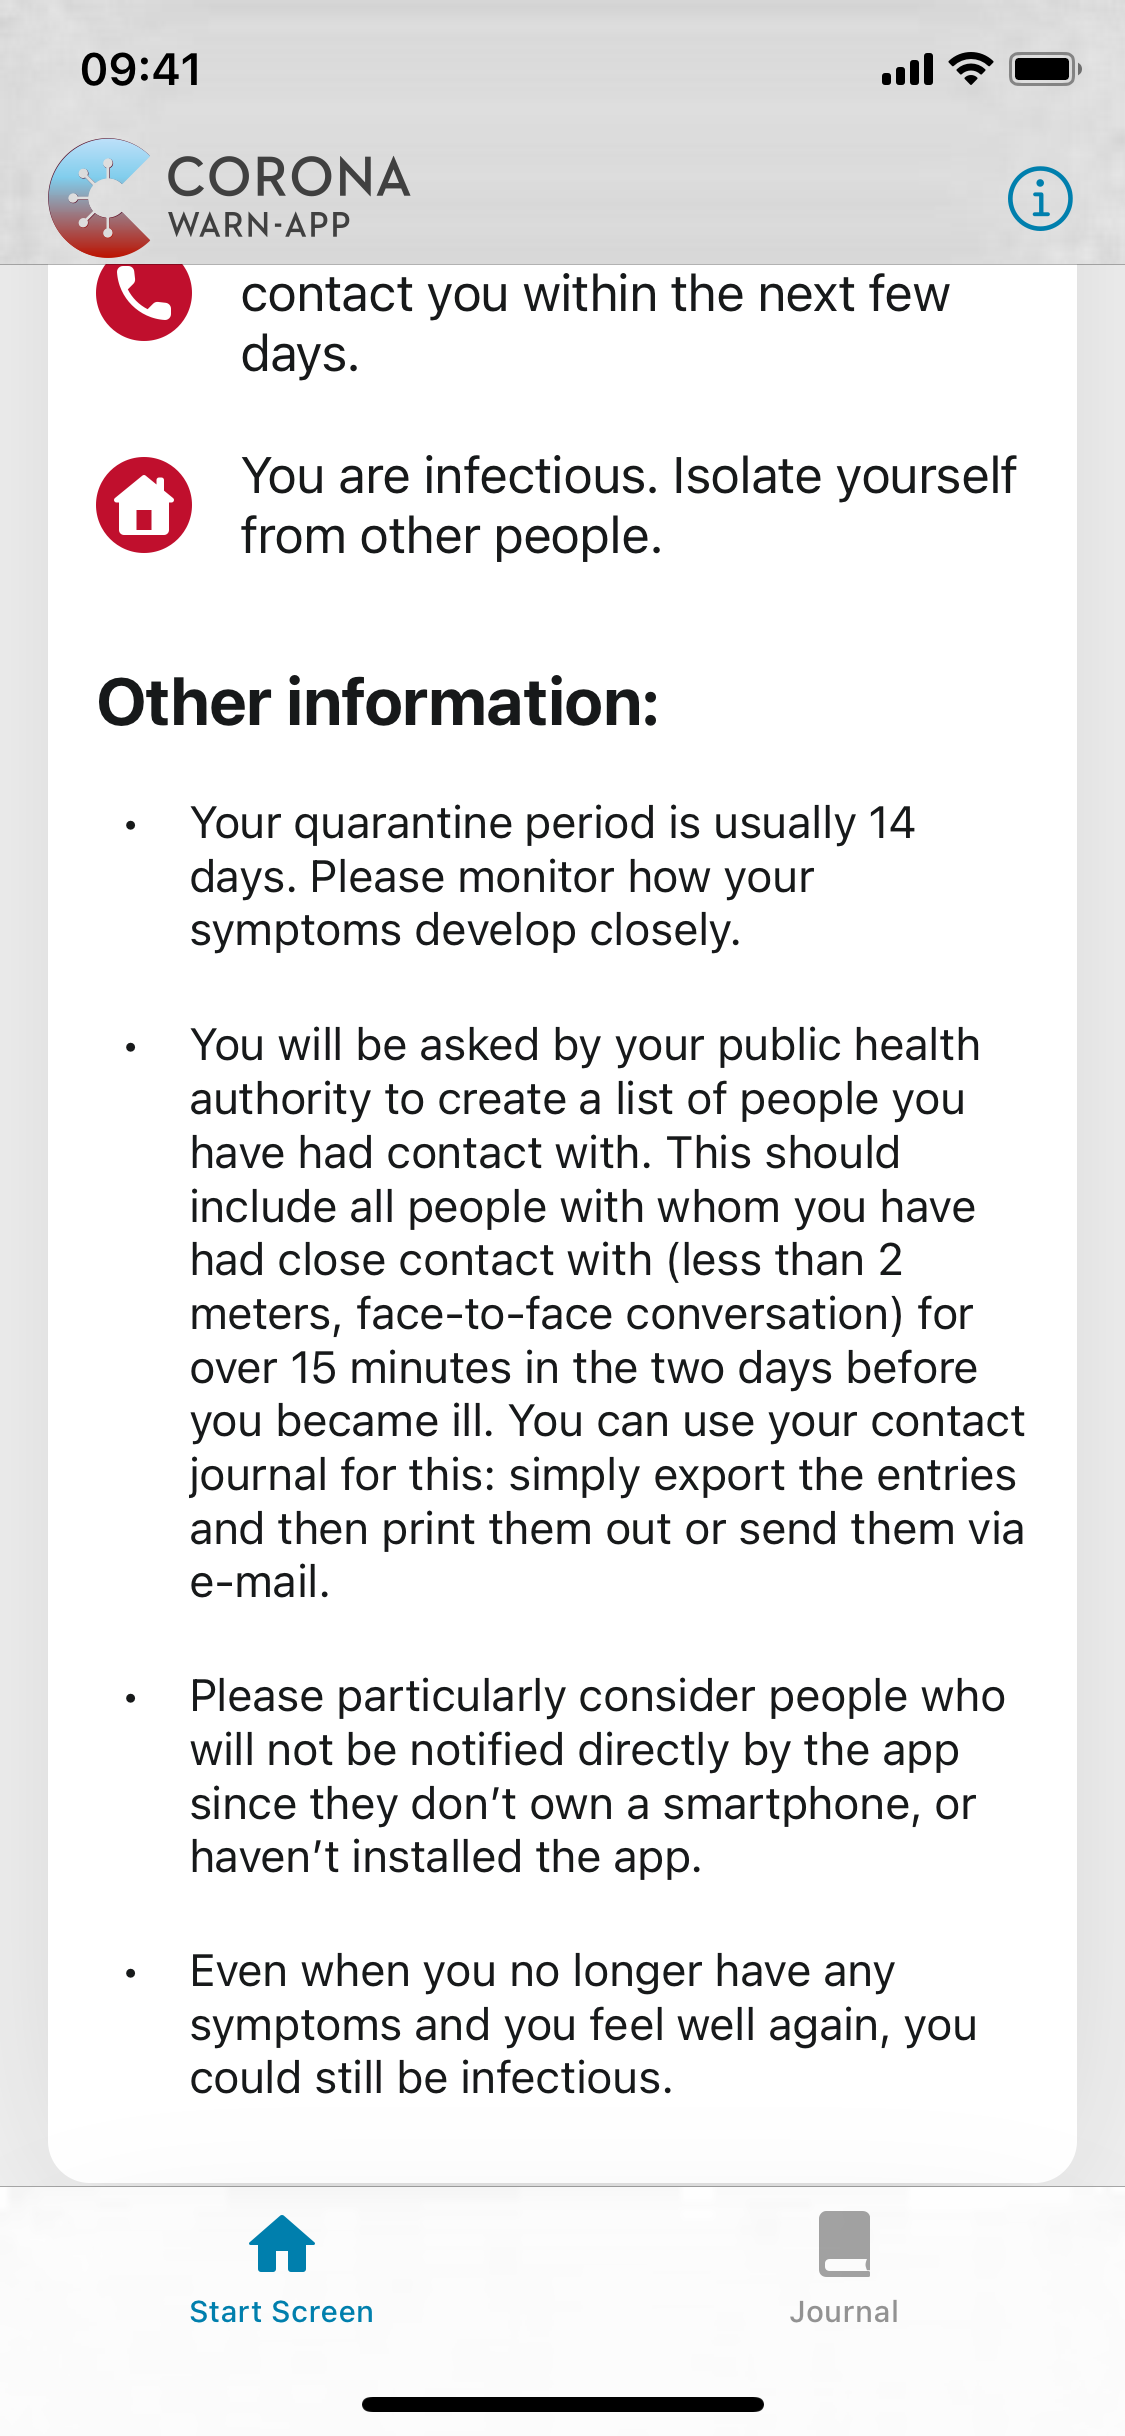 09:41
CORONA
WARN-APP
contact you within the next few
days.
You are infectious. Isolate yourself
from other people.
Other information:
• Your quarantine period is usually 14
days. Please monitor how your
symptoms develop closely.
• You will be asked by your public health
authority to create a list of people you
have had contact with. This should
include all people with whom you have
had close contact with (less than 2
meters, face-to-face conversation) for
over 15 minutes in the two days before
you became ill. You can use your contact
journal for this: simply export the entries
and then print them out or send them via
e-mail.
• Please particularly consider people who
will not be notified directly by the app
since they don’t own a smartphone, or
haven’t installed the app.
• Even when you no longer have any
symptoms and you feel well again, you
could still be infectious.
Start Screen
Journal